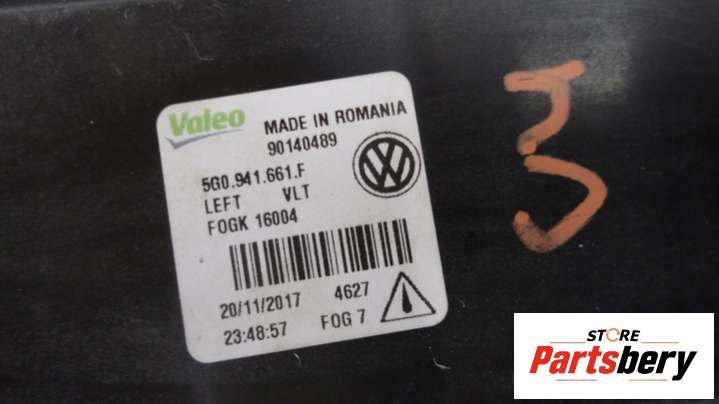 Valeo
MADE IN ROMANIA
90140489
5G0.941.661.F
LEFT VLT
FOGK 16004
20/11/2017 4627
23:48:57 FOG 7
STORE
Partsbery